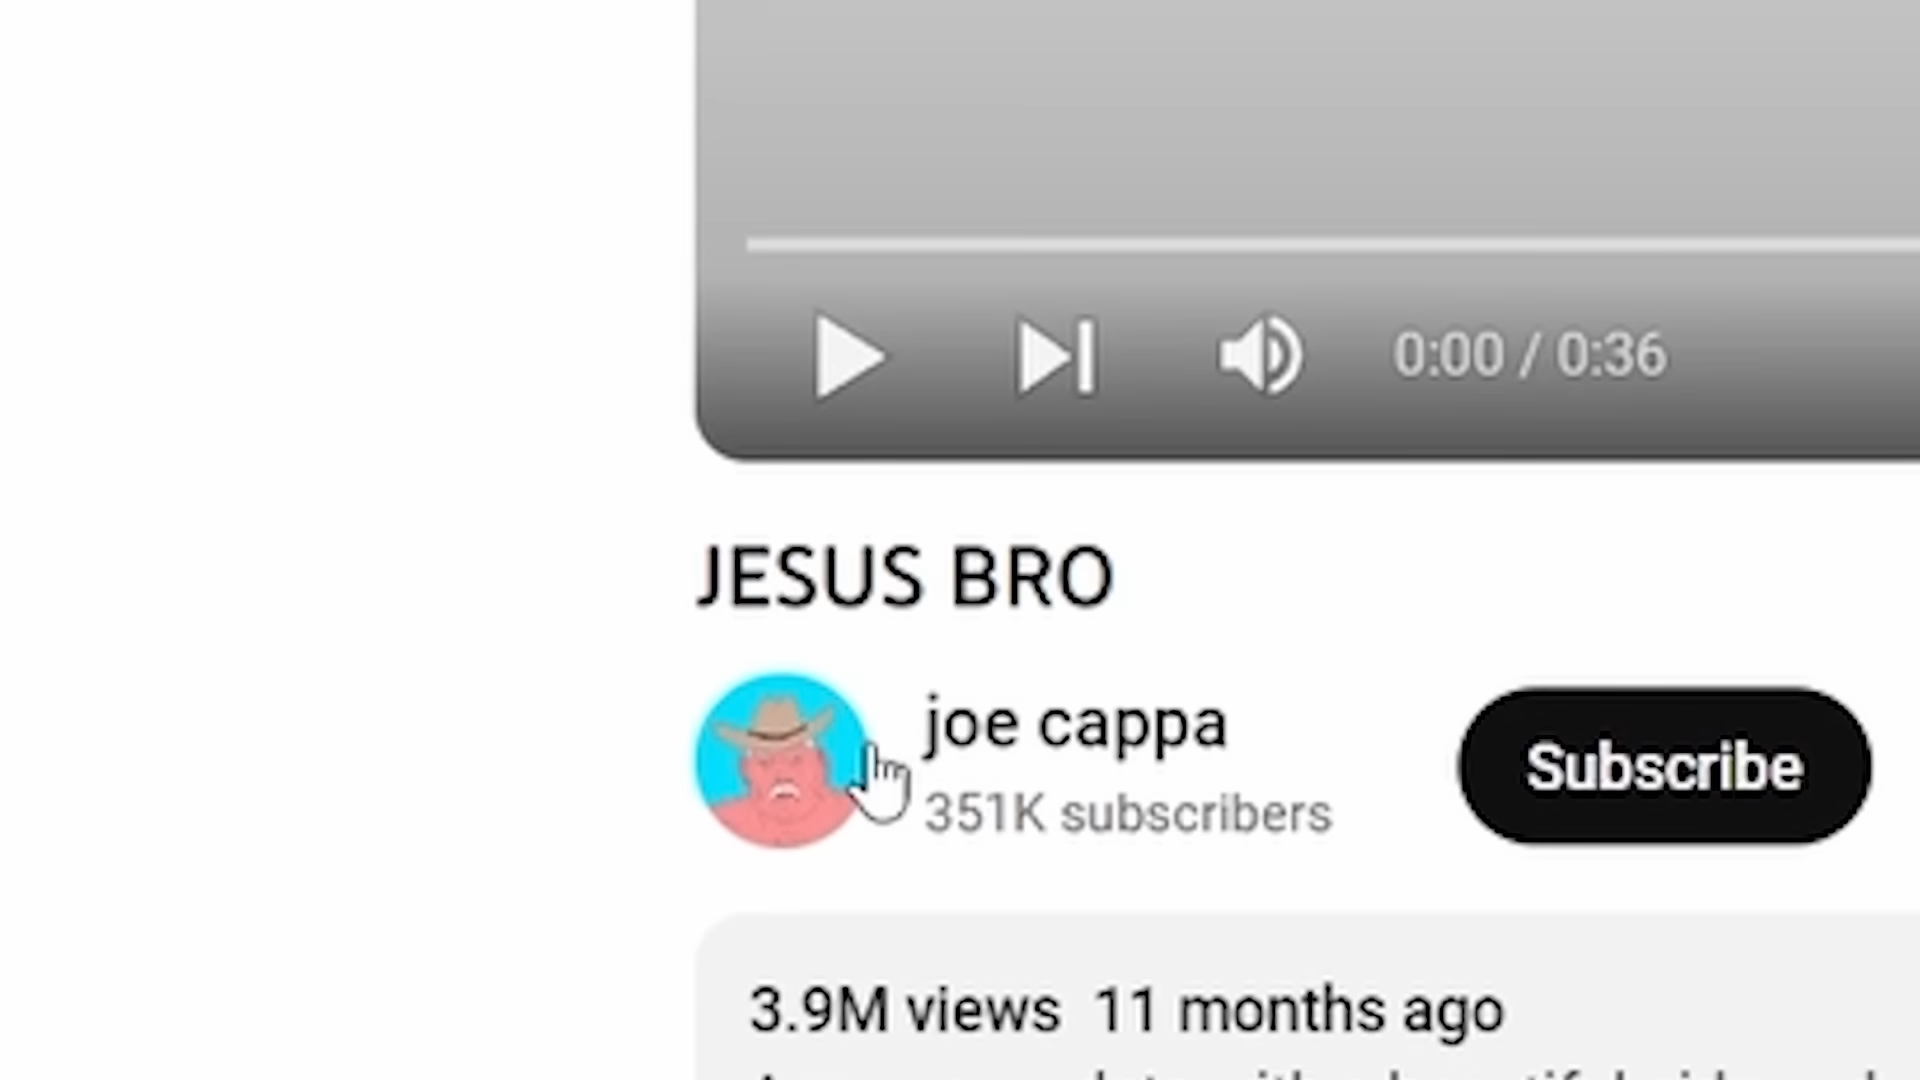 0:00 / 0:36
JESUS BRO
joe cappa
Subscribe
351K subscribers
3.9M views 11 months ago